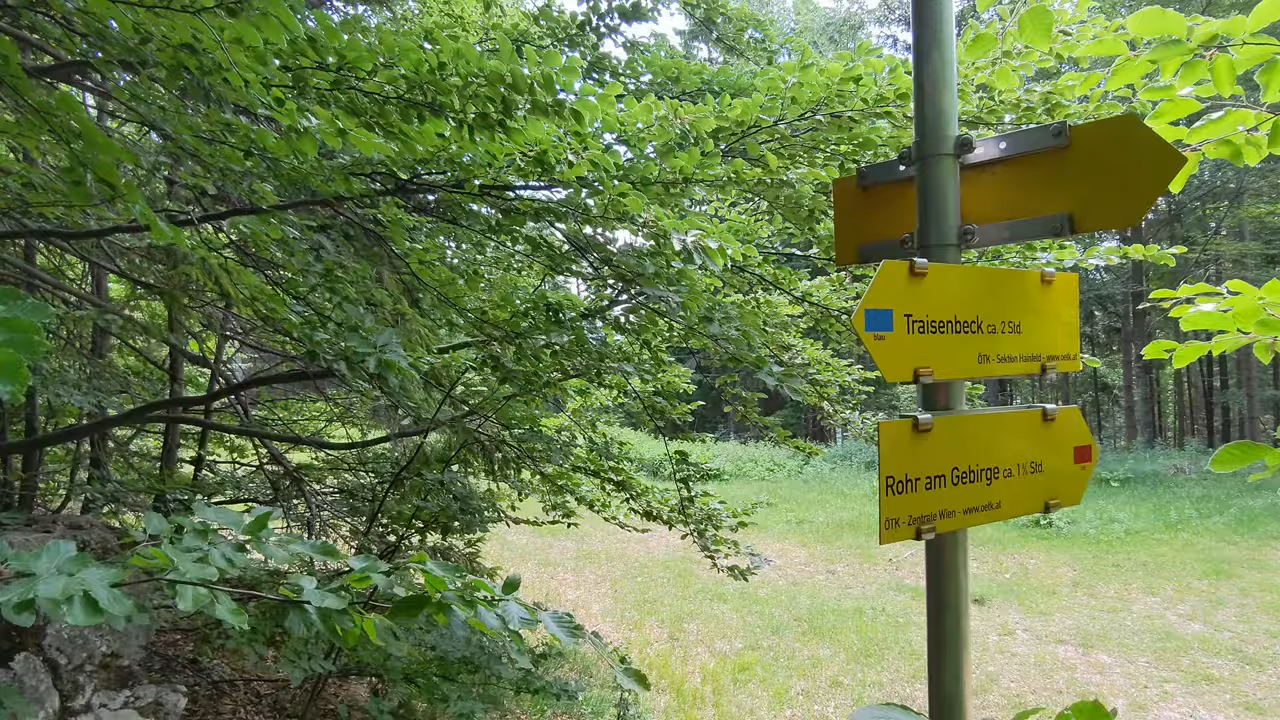 Traisenbeck ca. 2 Std.
blau
ÖTK - Sektion Hainfeld - www.oetk.at
Rohr am Gebirge ca. 1½ Std.
ÖTK - Zentrale Wien - www.oetk.at